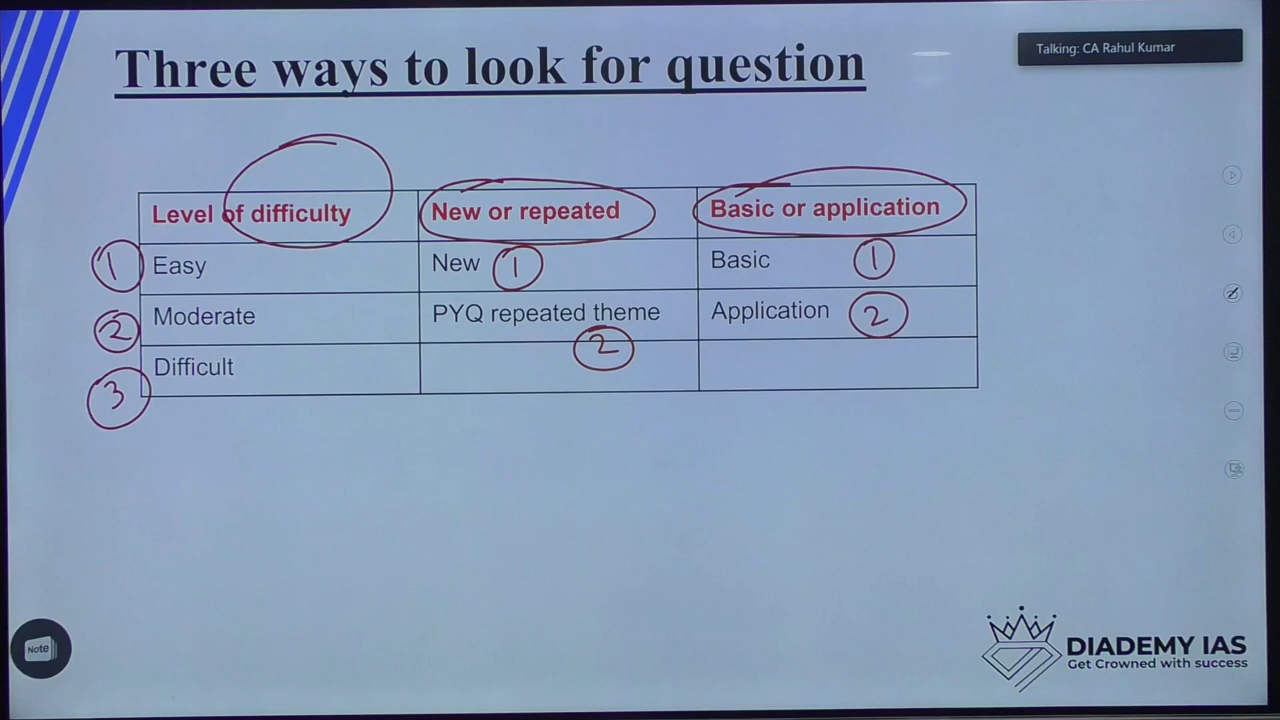 Three ways to look for question
Talking: CA Rahul Kumar
Level of difficulty New or repeated Basic or application
1 Easy New 1 Basic 1
2 Moderate PYQ repeated theme Application 2
2
3 Difficult
Note
DIADEMY IAS
Get Crowned with success